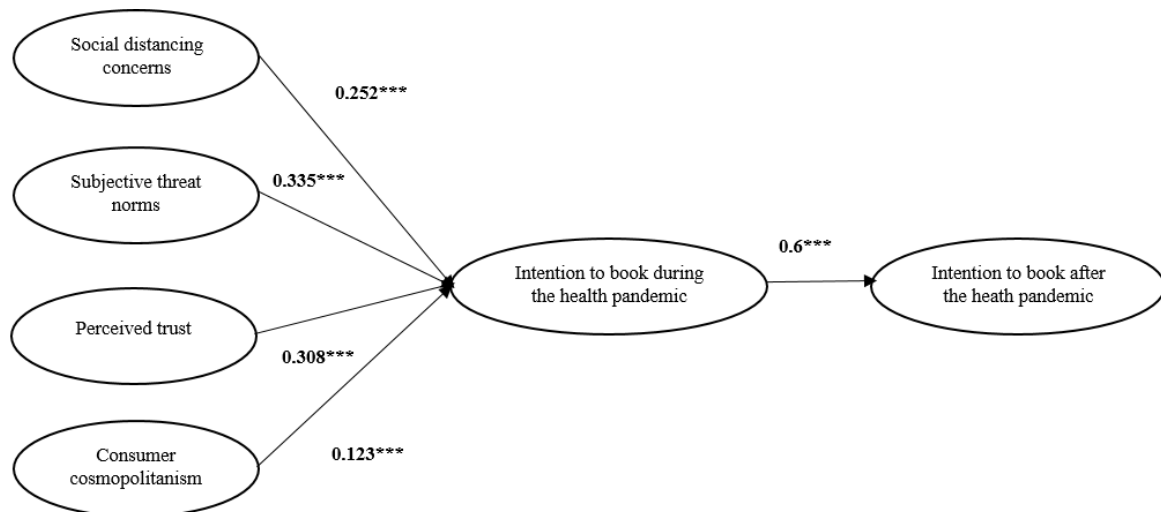 Social distancing
concerns
0.252***
Subjective threat
norms
0.335***
Intention to book during
the health pandemic
0.6***
Intention to book after
the heath pandemic
Perceived trust
0.308***
Consumer
cosmopolitanism
0.123***